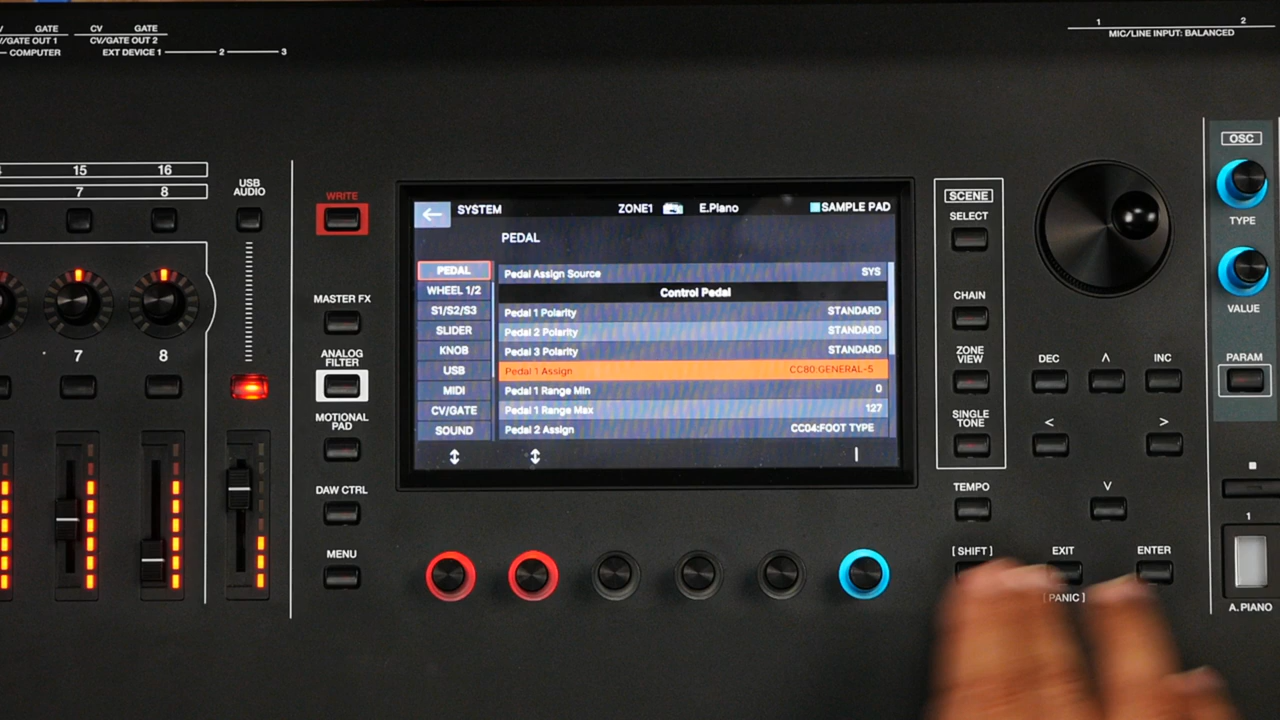 GATE
CV GATE
/GATE OUT 1
CV/GATE OUT 2
COMPUTER
EXT DEVICE 1 2 3
1 2
MIC/LINE INPUT: BALANCED
15 16
7 8
USB
AUDIO
7 8
WRITE
MASTER FX
ANALOG
FILTER
MOTIONAL
PAD
DAW CTRL
MENU
SYSTEM ZONE1 E.Piano SAMPLE PAD
PEDAL
PEDAL
WHEEL 1/2
S1/S2/S3
SLIDER
KNOB
USB
MIDI
CV/GATE
SOUND
Pedal Assign Source SYS
Control Pedal
Pedal 1 Polarity STANDARD
Pedal 2 Polarity STANDARD
Pedal 3 Polarity STANDARD
Pedal 1 Assign CC80:GENERAL-5
Pedal 1 Range Min 0
Pedal 1 Range Max 127
Pedal 2 Assign CC04:FOOT TYPE
SCENE
SELECT
CHAIN
ZONE
VIEW
SINGLE
TONE
TEMPO
[SHIFT]
DEC INC
EXIT
[PANIC]
ENTER
OSC
TYPE
VALUE
PARAM
1
A.PIANO